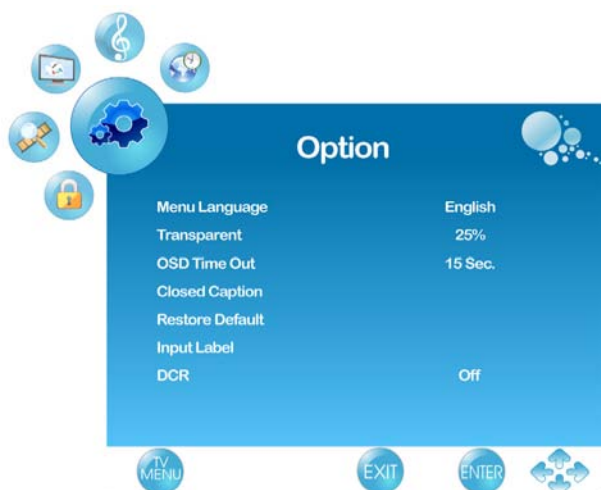 Option
Menu Language English
Transparent 25%
OSD Time Out 15 Sec.
Closed Caption
Restore Default
Input Label
DCR Off
TV
MENU EXIT ENTER